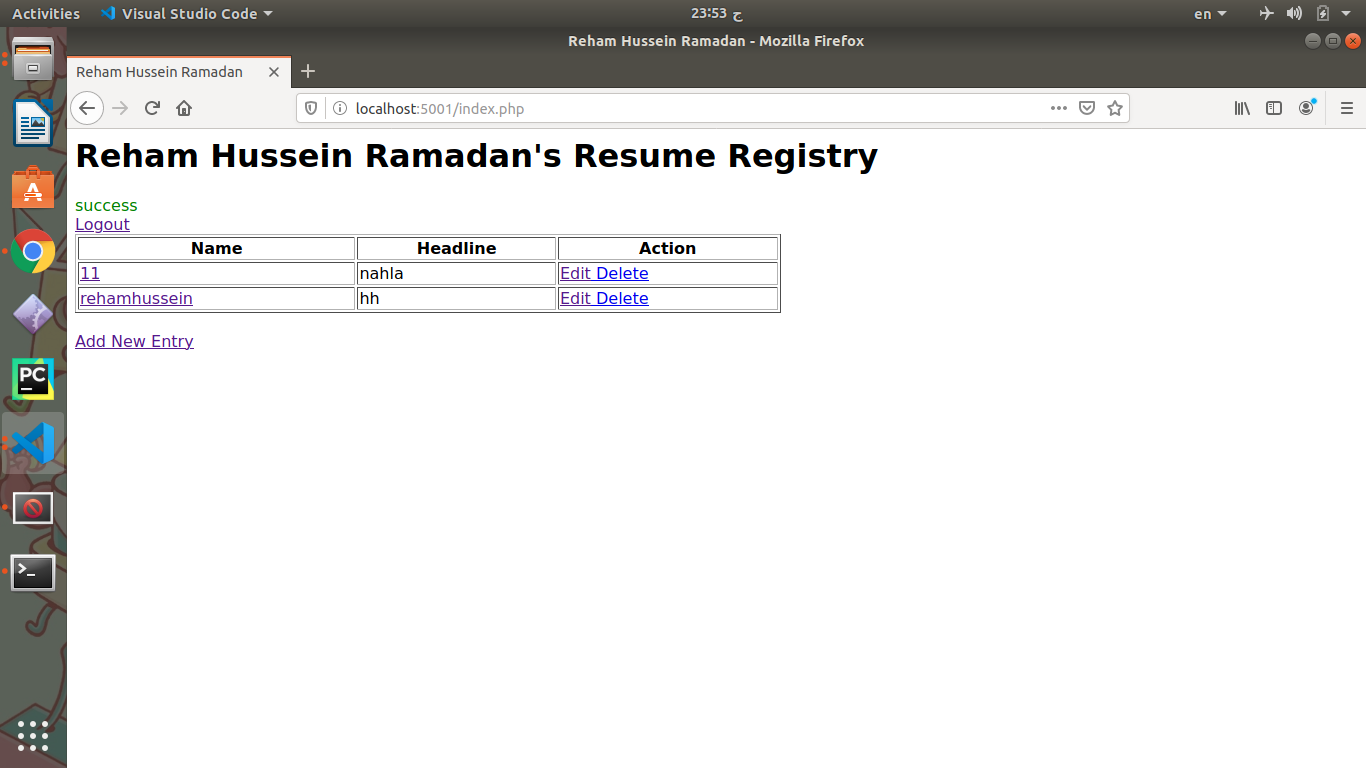 Activities Visual Studio Code 23:53 ح en
Reham Hussein Ramadan - Mozilla Firefox
Reham Hussein Ramadan
localhost:5001/index.php
Reham Hussein Ramadan's Resume Registry
success
Logout
Name Headline Action
11 nahla Edit Delete
rehamhussein hh Edit Delete
Add New Entry
PC